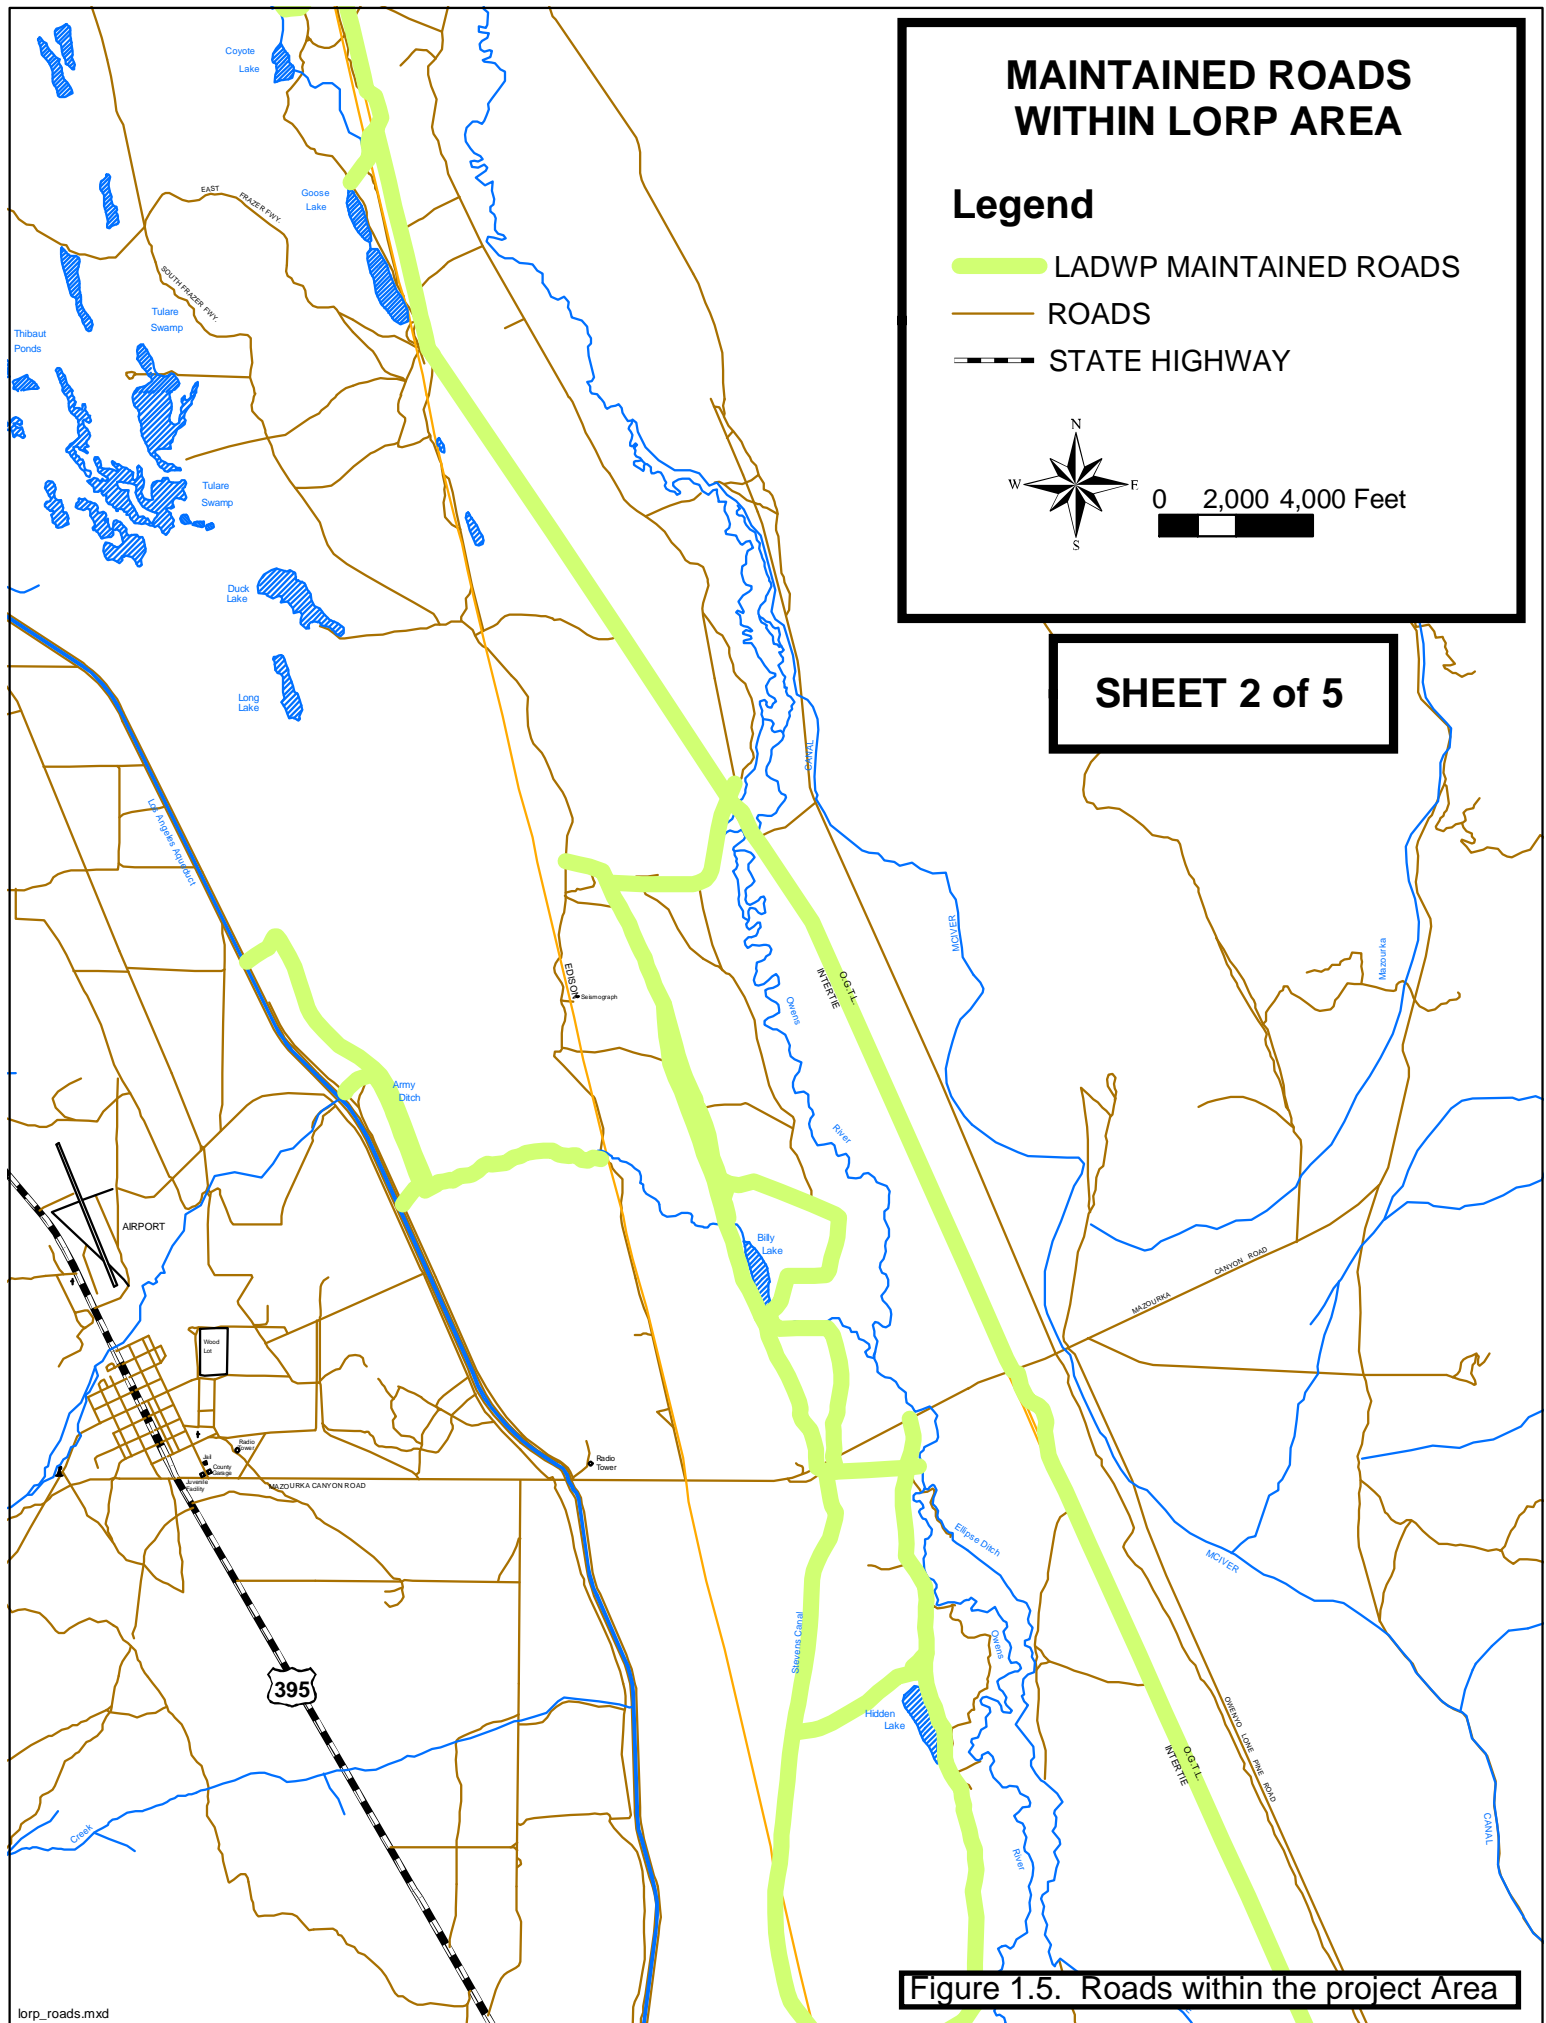 MAINTAINED ROADS
WITHIN LORP AREA
Legend
LADWP MAINTAINED ROADS
ROADS
STATE HIGHWAY
N
W
E
S
0 2,000 4,000 Feet
SHEET 2 of 5
Coyote
Lake
Goose
Lake
EAST
FRAZER FWY.
SOUTH FRAZER FWY.
Tulare
Swamp
Thibaut
Ponds
Tulare
Swamp
Duck
Lake
Long
Lake
CANAL
Los Angeles Aqueduct
MCIVER
Mazourka
EDISON
Seismograph
O.G.T.L.
INTERTIE
Owens
Army
Ditch
River
AIRPORT
Billy
Lake
CANYON ROAD
MAZOURKA
Wood
Lot
Radio
Tower
Jail
County
Garage
Juvenile
Facility
MAZOURKA CANYON ROAD
Radio
Tower
Ellipse Ditch
MCIVER
Stevens Canal
Owens
395
Hidden
Lake
OWENYO LONE PINE ROAD
O.G.T.L.
INTERTIE
Creek
River
CANAL
Figure 1.5. Roads within the project Area
lorp_roads.mxd